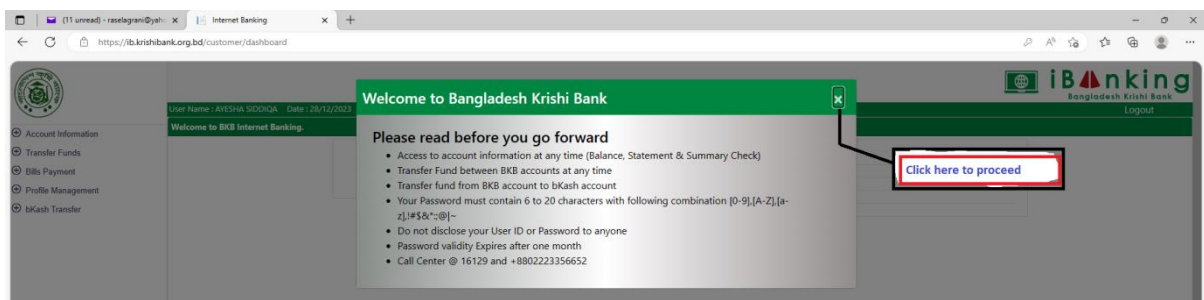 (11 unread) - raselagrani@yaho
Internet Banking
https://ib.krishibank.org.bd/customer/dashboard
iBAnking
Bangladesh Krishi Bank
User Name : AYESHA SIDDIQA Date : 28/12/2023
Logout
Welcome to BKB Internet Banking.
Account Information
Transfer Funds
Bills Payment
Profile Management
bKash Transfer
Welcome to Bangladesh Krishi Bank
×
Please read before you go forward
• Access to account information at any time (Balance, Statement & Summary Check)
• Transfer Fund between BKB accounts at any time
• Transfer fund from BKB account to bKash account
• Your Password must contain 6 to 20 characters with following combination [0-9],[A-Z],[a-
z],!#$&*:;@|~
• Do not disclose your User ID or Password to anyone
• Password validity Expires after one month
• Call Center @ 16129 and +8802223356652
Click here to proceed